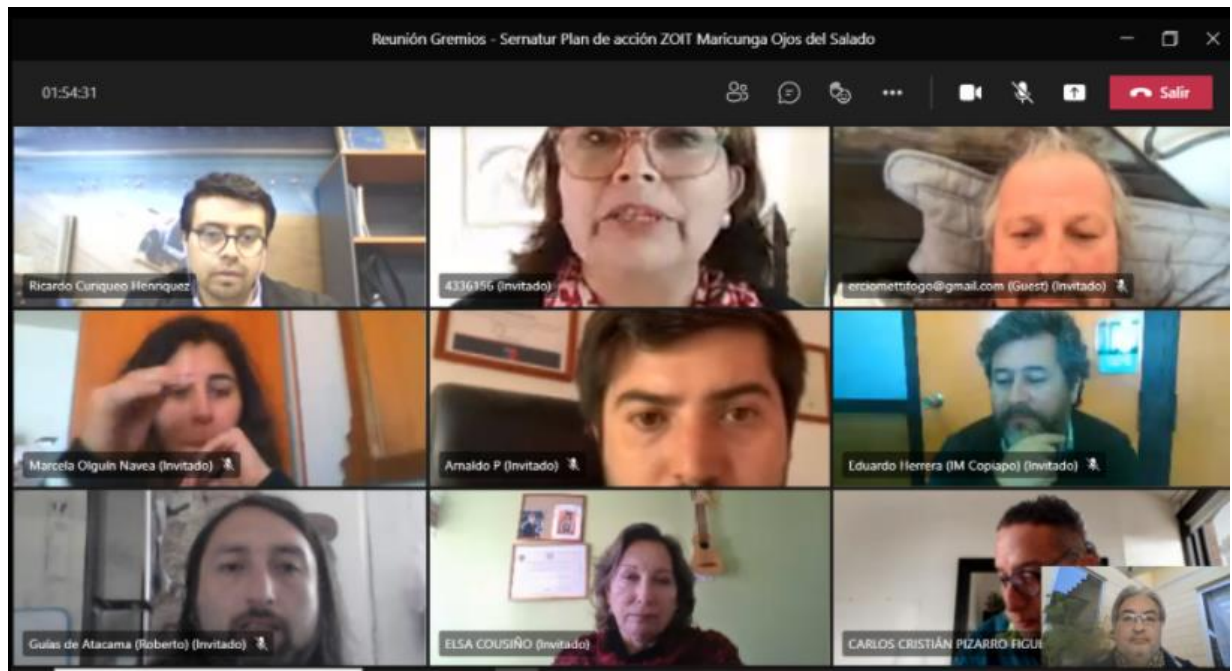 Reunión Gremios - Sernatur Plan de acción ZOIT Maricunga Ojos del Salado
01:54:31
Salir
Ricardo Curiqueo Henriquez
4336156 (Invitado)
erciomettifogo@gmail.com (Guest) (Invitado)
Marcela Olguin Navea (Invitado)
Arnaldo P (Invitado)
Eduardo Herrera (IM Copiapo) (Invitado)
Guías de Atacama (Roberto) (Invitado)
ELSA COUSIÑO (Invitado)
CARLOS CRISTIÁN PIZARRO FIGU